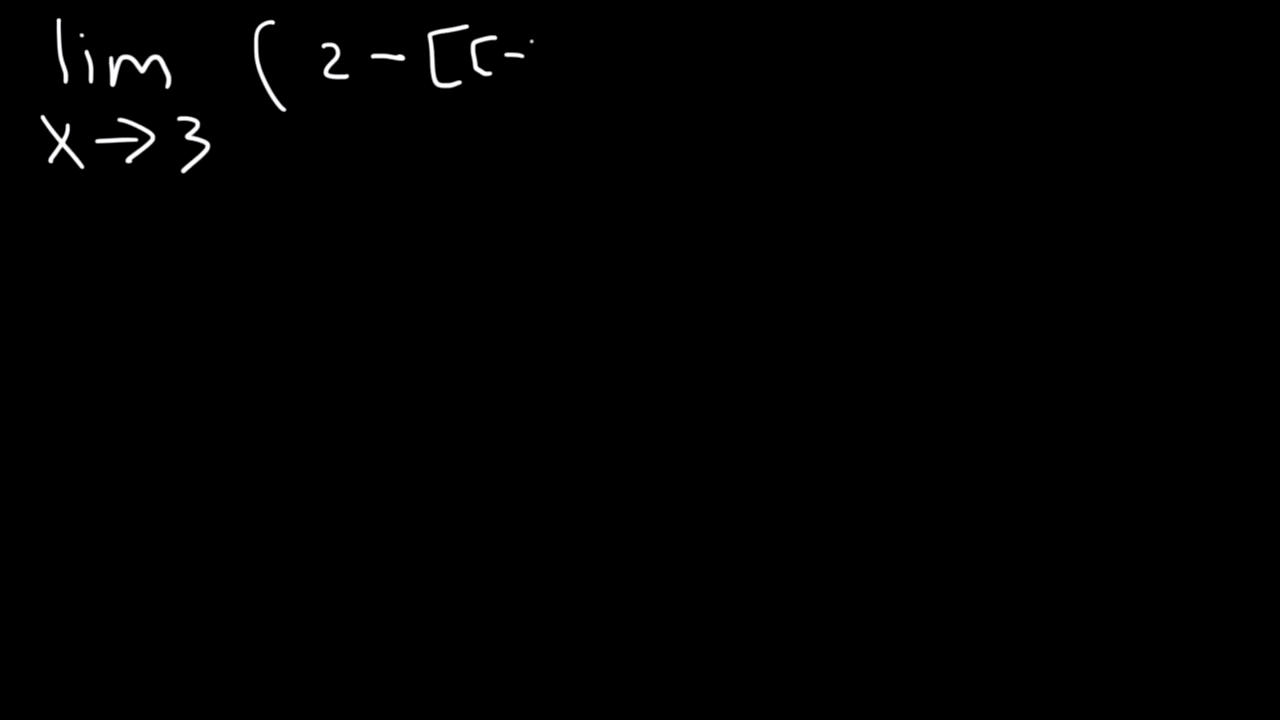 lim ( 2 - [[-
x → 3